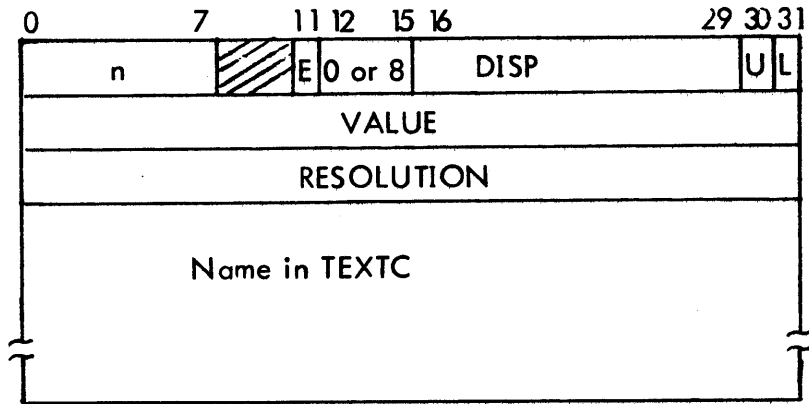 0 7 11 12 15 16 29 30 31
n E 0 or 8 DISP U L
VALUE
RESOLUTION
Name in TEXTC